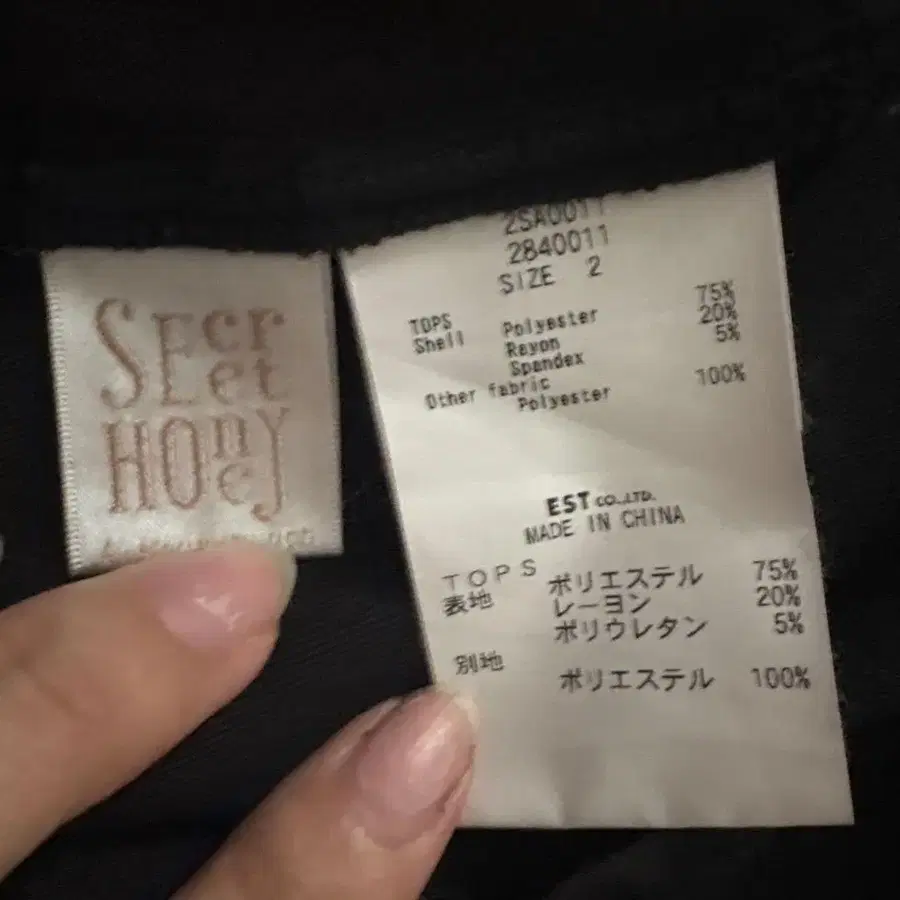 SEcret
HOney
2SA0011
2840011
SIZE 2
TOPS
Shell Polyester 75%
Rayon 20%
Spandex 5%
Other fabric
Polyester 100%
EST CO.,LTD.
MADE IN CHINA
TOPS
表地 ポリエステル 75%
レーヨン 20%
ポリウレタン 5%
別地 ポリエステル 100%